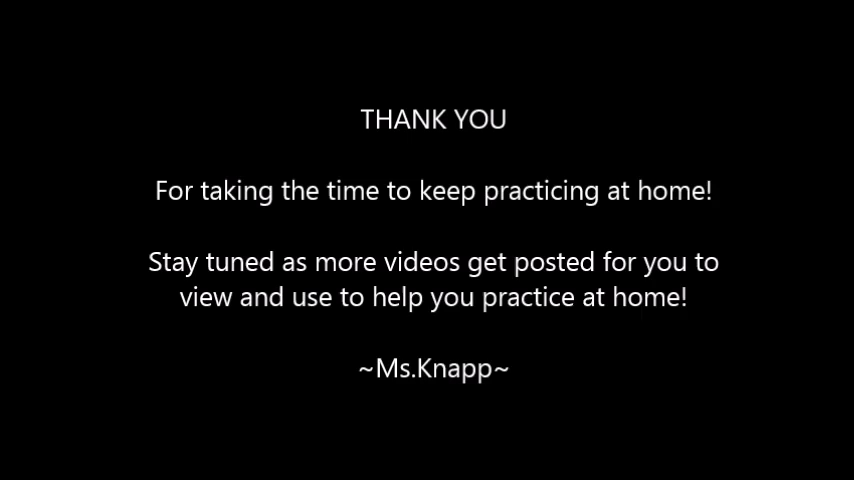 THANK YOU
For taking the time to keep practicing at home!
Stay tuned as more videos get posted for you to
view and use to help you practice at home!
~Ms.Knapp~